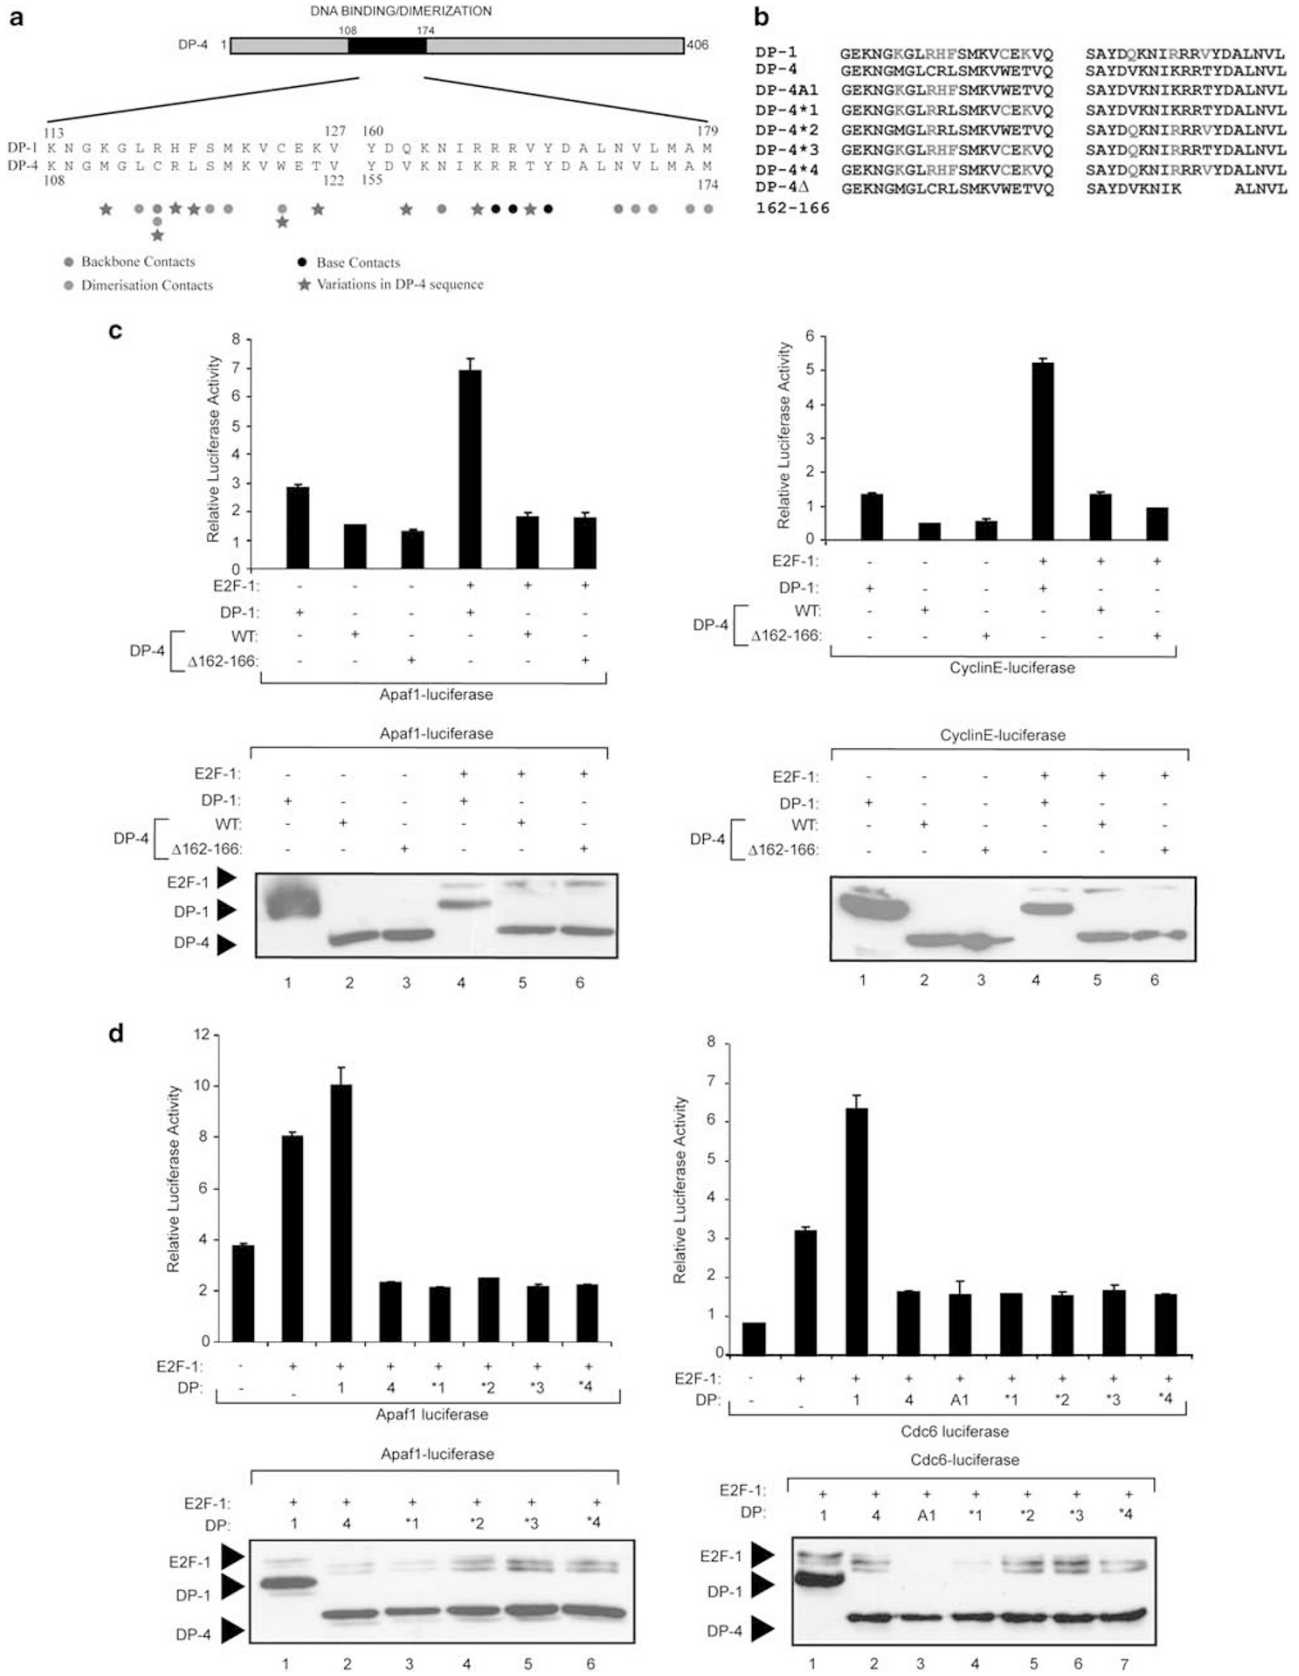 a
DNA BINDING/DIMERIZATION
108 174
DP-4 1 406
113 127 160 179
DP-1 K N G K G L R H F S M K V C E K V Y D Q K N I R R R V Y D A L N V L M A M
DP-4 K N G M G L C R L S M K V W E T V Y D V K N I K R R T Y D A L N V L M A M
108 122 155 174
Backbone Contacts
Base Contacts
Dimerisation Contacts
Variations in DP-4 sequence
b
DP-1 GEKNGKGLRHFSMKVCEKVQ SAYDQKNIRRRVYDALNVL
DP-4 GEKNGMGLCRLSMKVWETVQ SAYDVKNIKRRTYDALNVL
DP-4A1 GEKNGKGLRHFSMKVWETVQ SAYDVKNIKRRTYDALNVL
DP-4*1 GEKNGKGLRRLSMKVCEKVQ SAYDVKNIKRRTYDALNVL
DP-4*2 GEKNGMGLRRLSMKVWETVQ SAYDQKNIRRRVYDALNVL
DP-4*3 GEKNGKGLRHFSMKVCEKVQ SAYDQKNIRRRTYDALNVL
DP-4*4 GEKNGKGLRHFSMKVCEKVQ SAYDQKNIRRRVYDALNVL
DP-4Δ GEKNGMGLCRLSMKVWETVQ SAYDVKNIK ALNVL
162-166
c
Relative Luciferase Activity
8
7
6
5
4
3
2
1
0
E2F-1: - - - + + +
DP-1: + - - + - -
DP-4
WT: - + - - + -
Δ162-166: - - + - - +
Apaf1-luciferase
Relative Luciferase Activity
6
5
4
3
2
1
0
E2F-1: - - - + + +
DP-1: + - - + - -
DP-4
WT: - + - - + -
Δ162-166: - - + - - +
CyclinE-luciferase
Apaf1-luciferase
E2F-1: - - - + + +
DP-1: + - - + - -
DP-4
WT: - + - - + -
Δ162-166: - - + - - +
E2F-1
DP-1
DP-4
1 2 3 4 5 6
CyclinE-luciferase
E2F-1: - - - + + +
DP-1: + - - + - -
DP-4
WT: - + - - + -
Δ162-166: - - + - - +
1 2 3 4 5 6
d
Relative Luciferase Activity
12
10
8
6
4
2
0
E2F-1: - + + + + + + +
DP: - - 1 4 *1 *2 *3 *4
Apaf1 luciferase
Relative Luciferase Activity
8
7
6
5
4
3
2
1
0
E2F-1: - + + + + + + + +
DP: - - 1 4 A1 *1 *2 *3 *4
Cdc6 luciferase
Apaf1-luciferase
E2F-1: + + + + + +
DP: 1 4 *1 *2 *3 *4
E2F-1
DP-1
DP-4
1 2 3 4 5 6
Cdc6-luciferase
E2F-1: + + + + + + +
DP: 1 4 A1 *1 *2 *3 *4
E2F-1
DP-1
DP-4
1 2 3 4 5 6 7